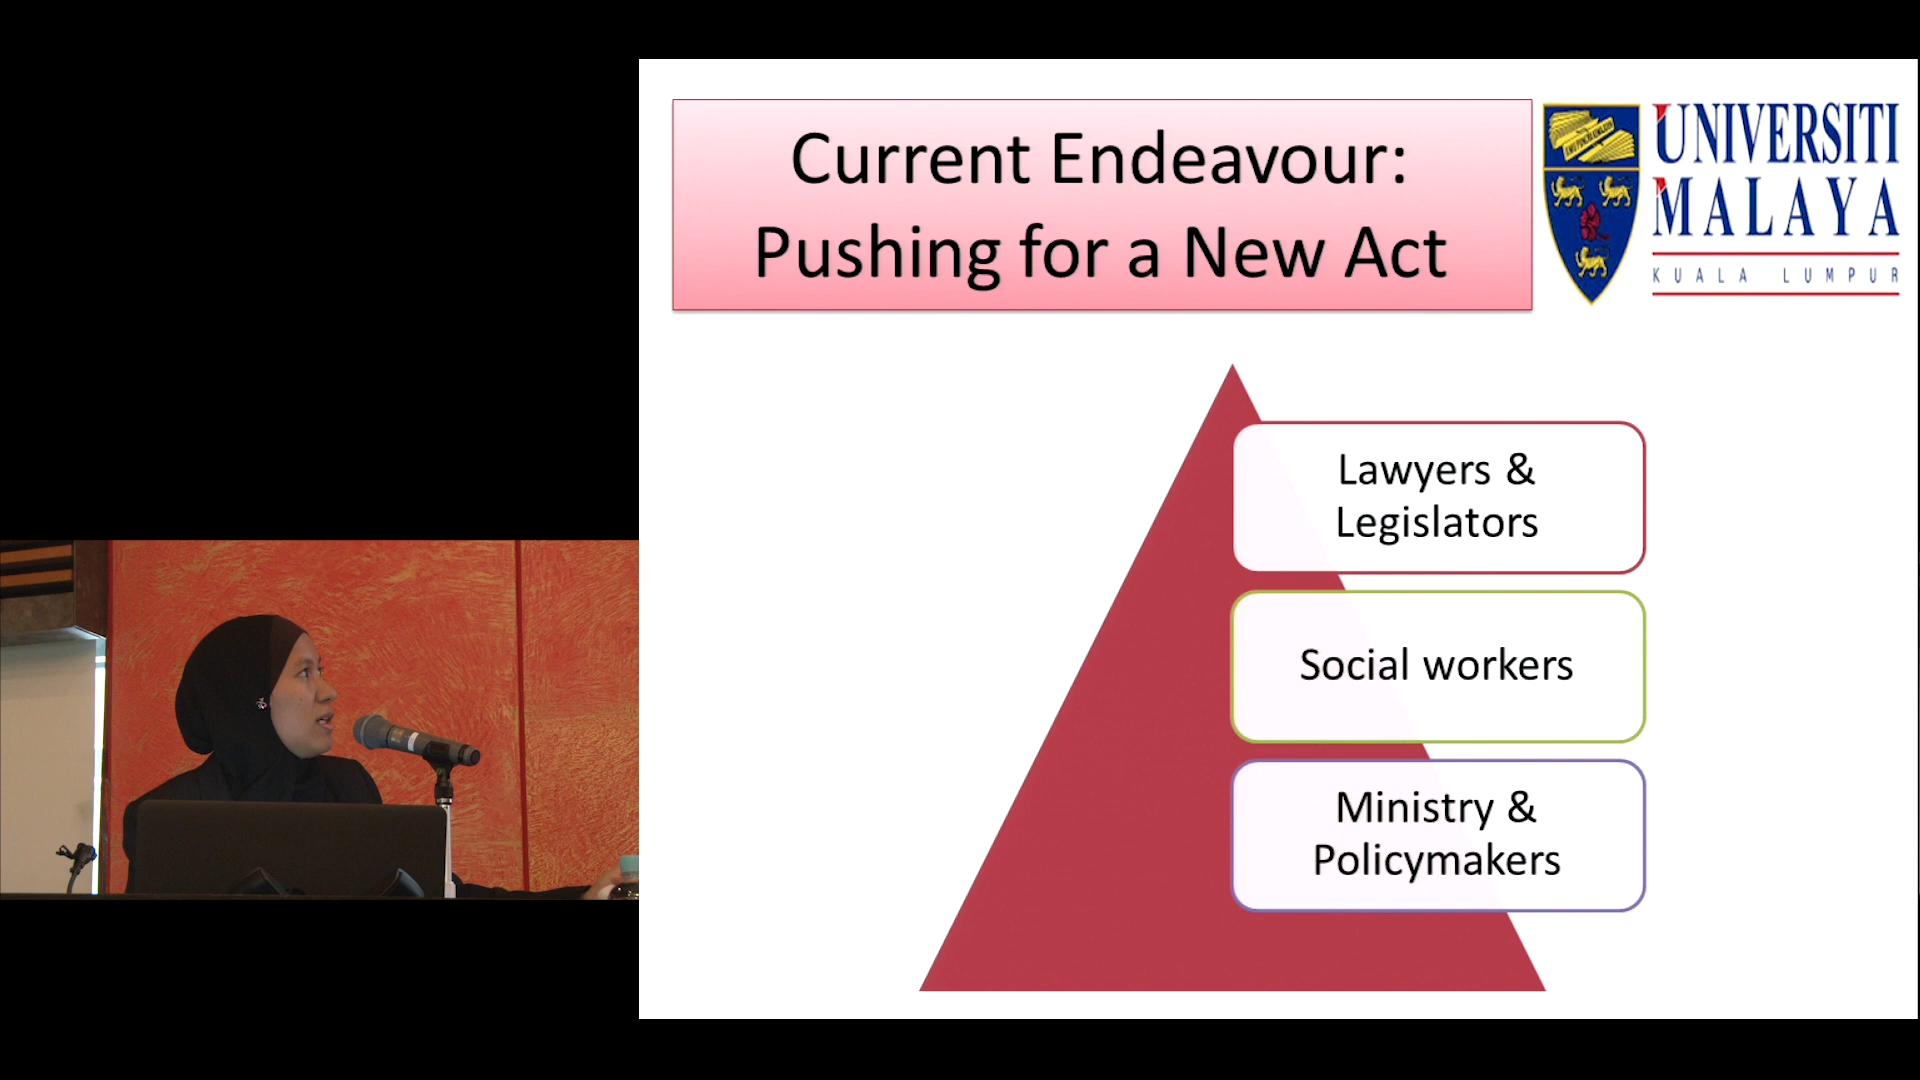 Current Endeavour:
Pushing for a New Act
UNIVERSITI
MALAYA
KUALA LUMPUR
Lawyers &
Legislators
Social workers
Ministry &
Policymakers